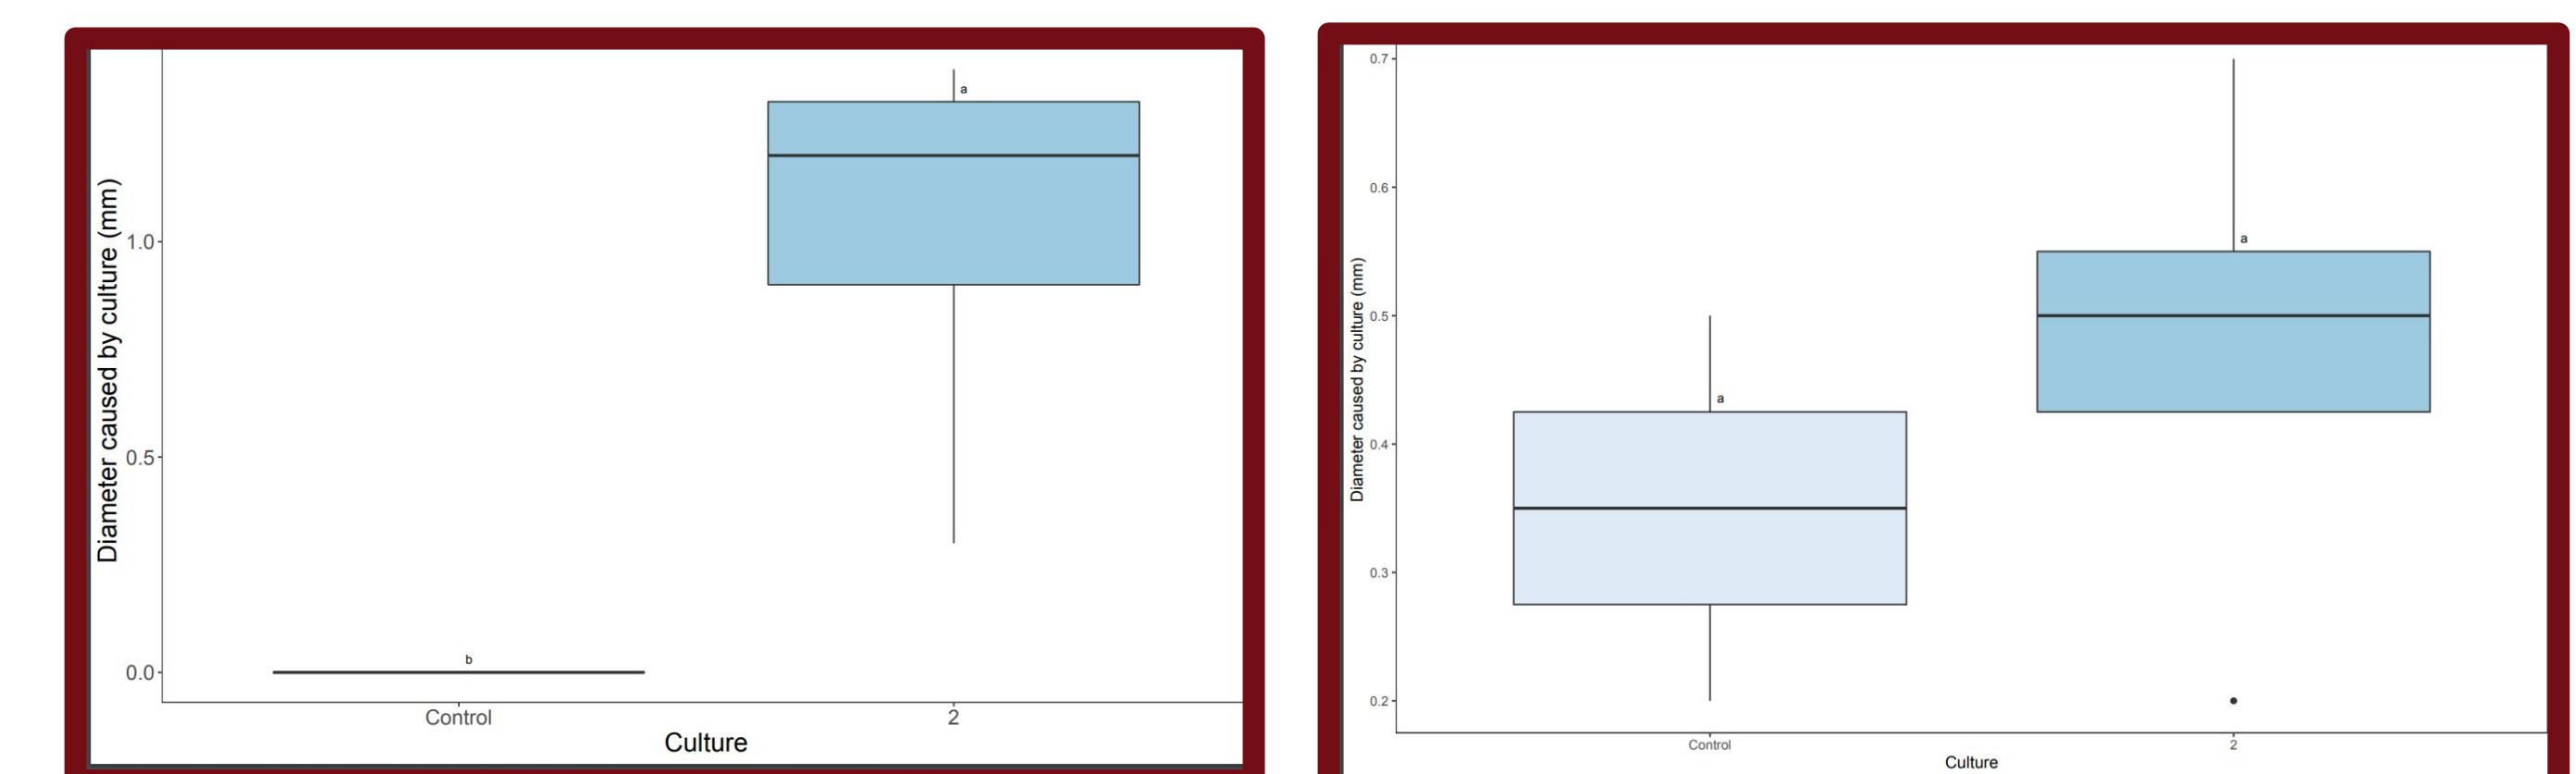 Diameter caused by culture (mm)
1.0
0.5
0.0
a
b
Control
2
Culture
Diameter caused by culture (mm)
0.7
0.6
0.5
0.4
0.3
0.2
a
a
Control
2
Culture